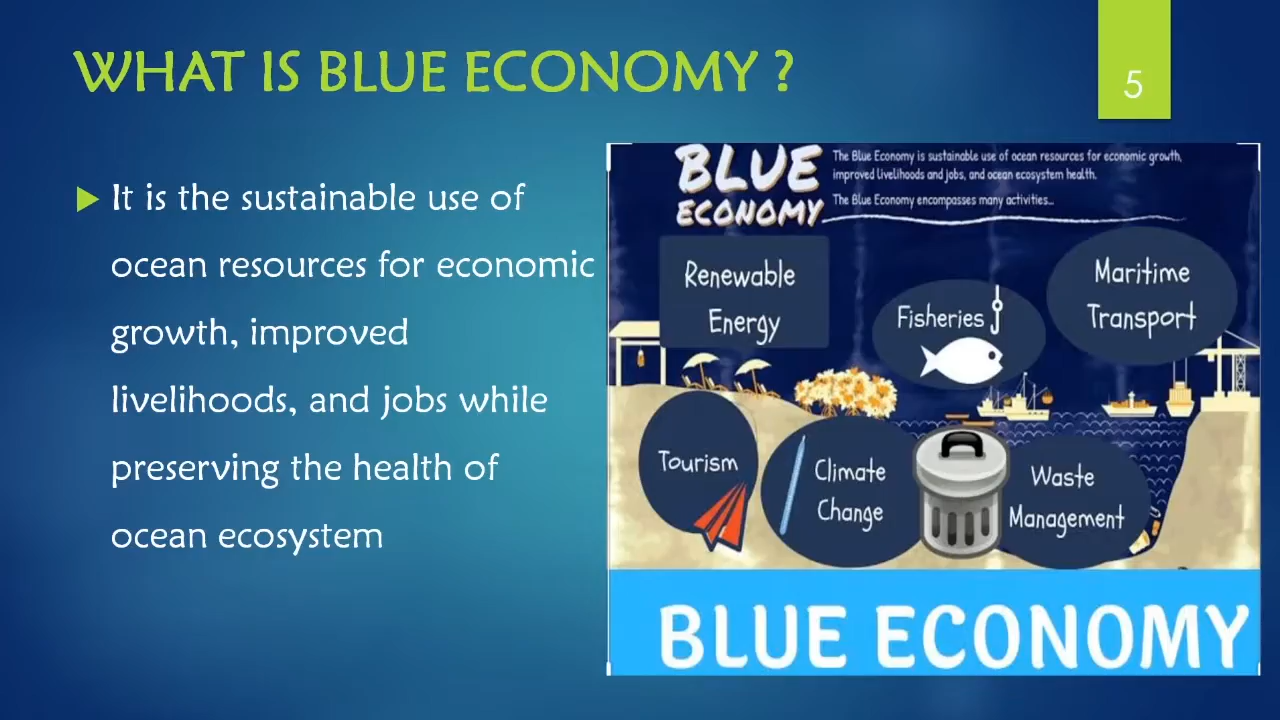 WHAT IS BLUE ECONOMY ?
5
It is the sustainable use of
ocean resources for economic
growth, improved
livelihoods, and jobs while
preserving the health of
ocean ecosystem
BLUE
ECONOMY
The Blue Economy is sustainable use of ocean resources for economic growth,
improved livelihoods and jobs, and ocean ecosystem health.
The Blue Economy encompasses many activities...
Renewable
Energy
Fisheries
Maritime
Transport
Tourism
Climate
Change
Waste
Management
BLUE ECONOMY